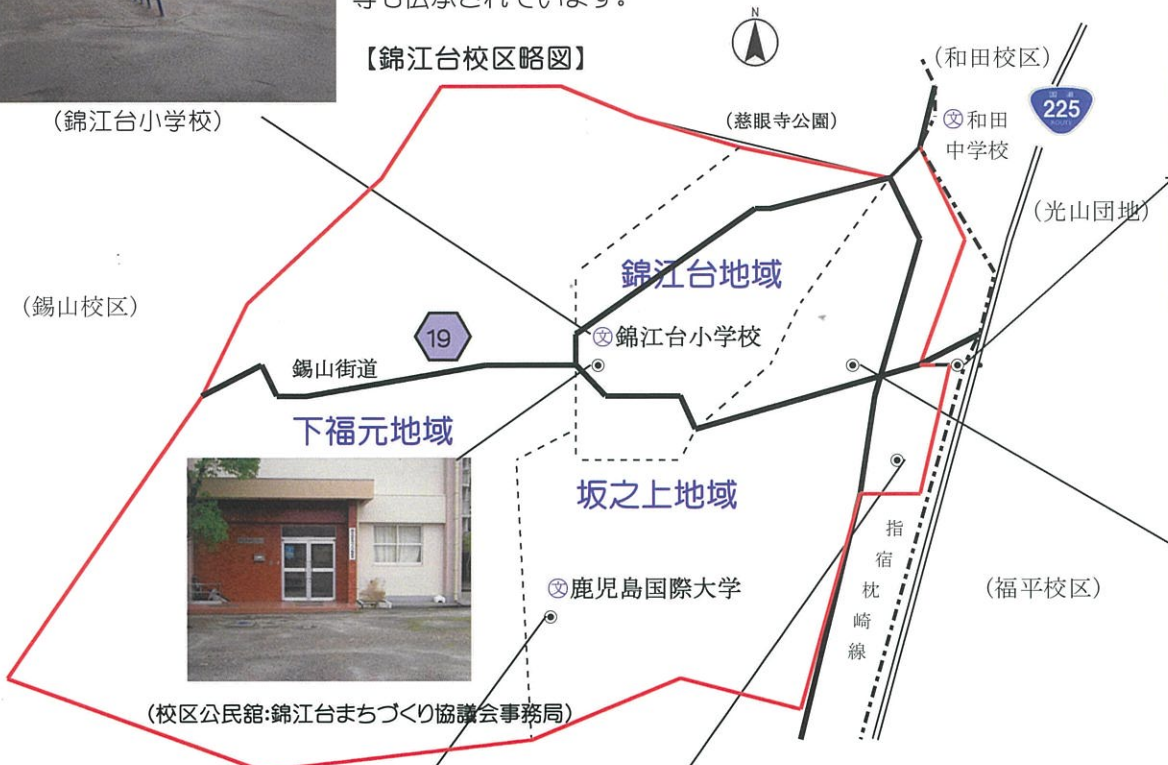 等も伝承されています。
【錦江台校区略図】
N
(和田校区)
国道
225
ROUTE
(錦江台小学校)
(慈眼寺公園)
文 和田
中学校
(光山団地)
錦江台地域
(錫山校区)
19
文 錦江台小学校
錫山街道
下福元地域
坂之上地域
指宿枕崎線
文 鹿児島国際大学
(福平校区)
(校区公民舘:錦江台まちづくり協議会事務局)